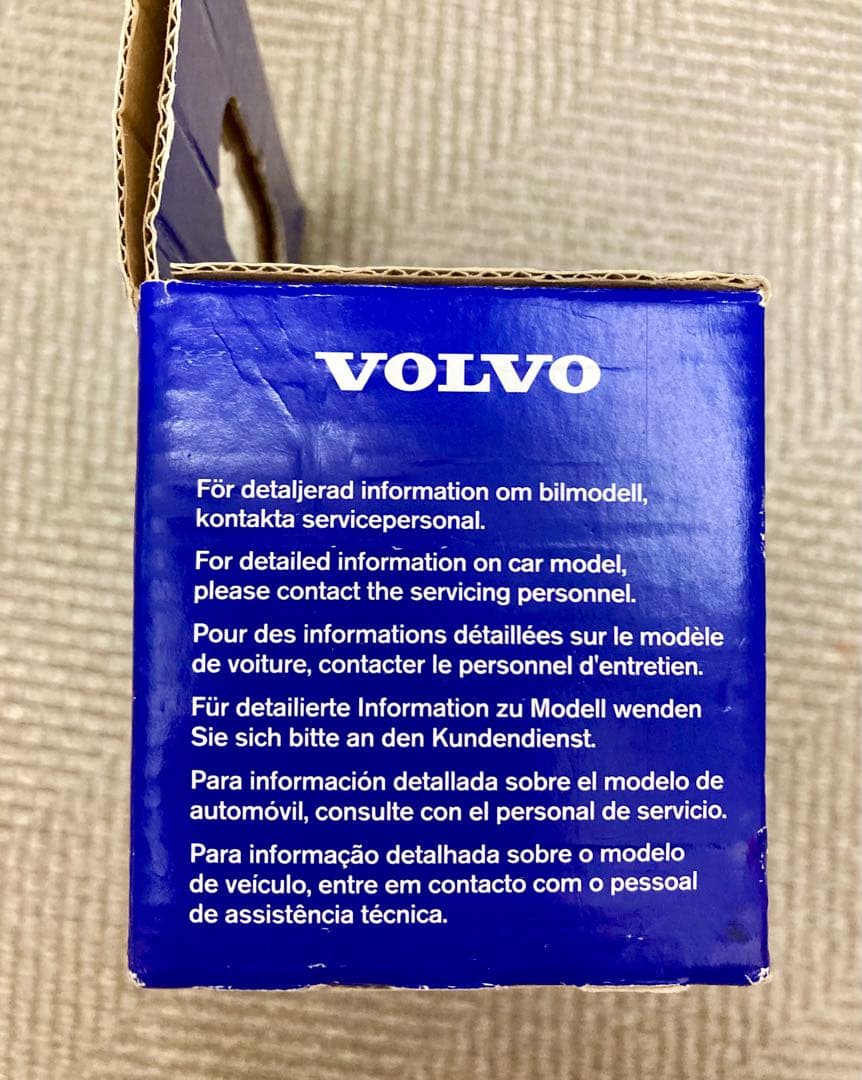 VOLVO
För detaljerad information om bilmodell,
kontakta servicepersonal.
For detailed information on car model,
please contact the servicing personnel.
Pour des informations détaillées sur le modèle
de voiture, contacter le personnel d'entretien.
Für detailierte Information zu Modell wenden
Sie sich bitte an den Kundendienst.
Para información detallada sobre el modelo de
automóvil, consulte con el personal de servicio.
Para informação detalhada sobre o modelo
de veículo, entre em contacto com o pessoal
de assistência técnica.